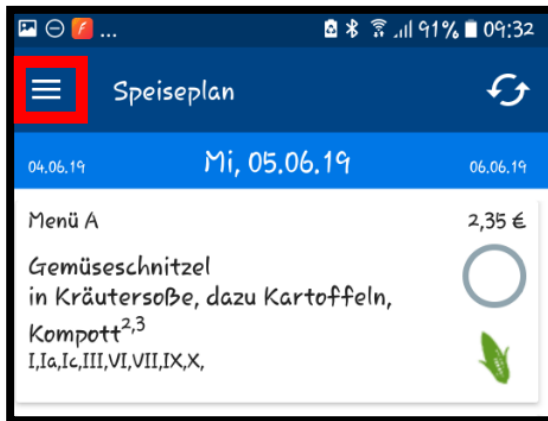 ... 91% 09:32
Speiseplan
04.06.19 Mi, 05.06.19 06.06.19
Menü A 2,35 €
Gemüseschnitzel
in Kräutersoße, dazu Kartoffeln,
Kompott2,3
I,Ia,Ic,III,VI,VII,IX,X,